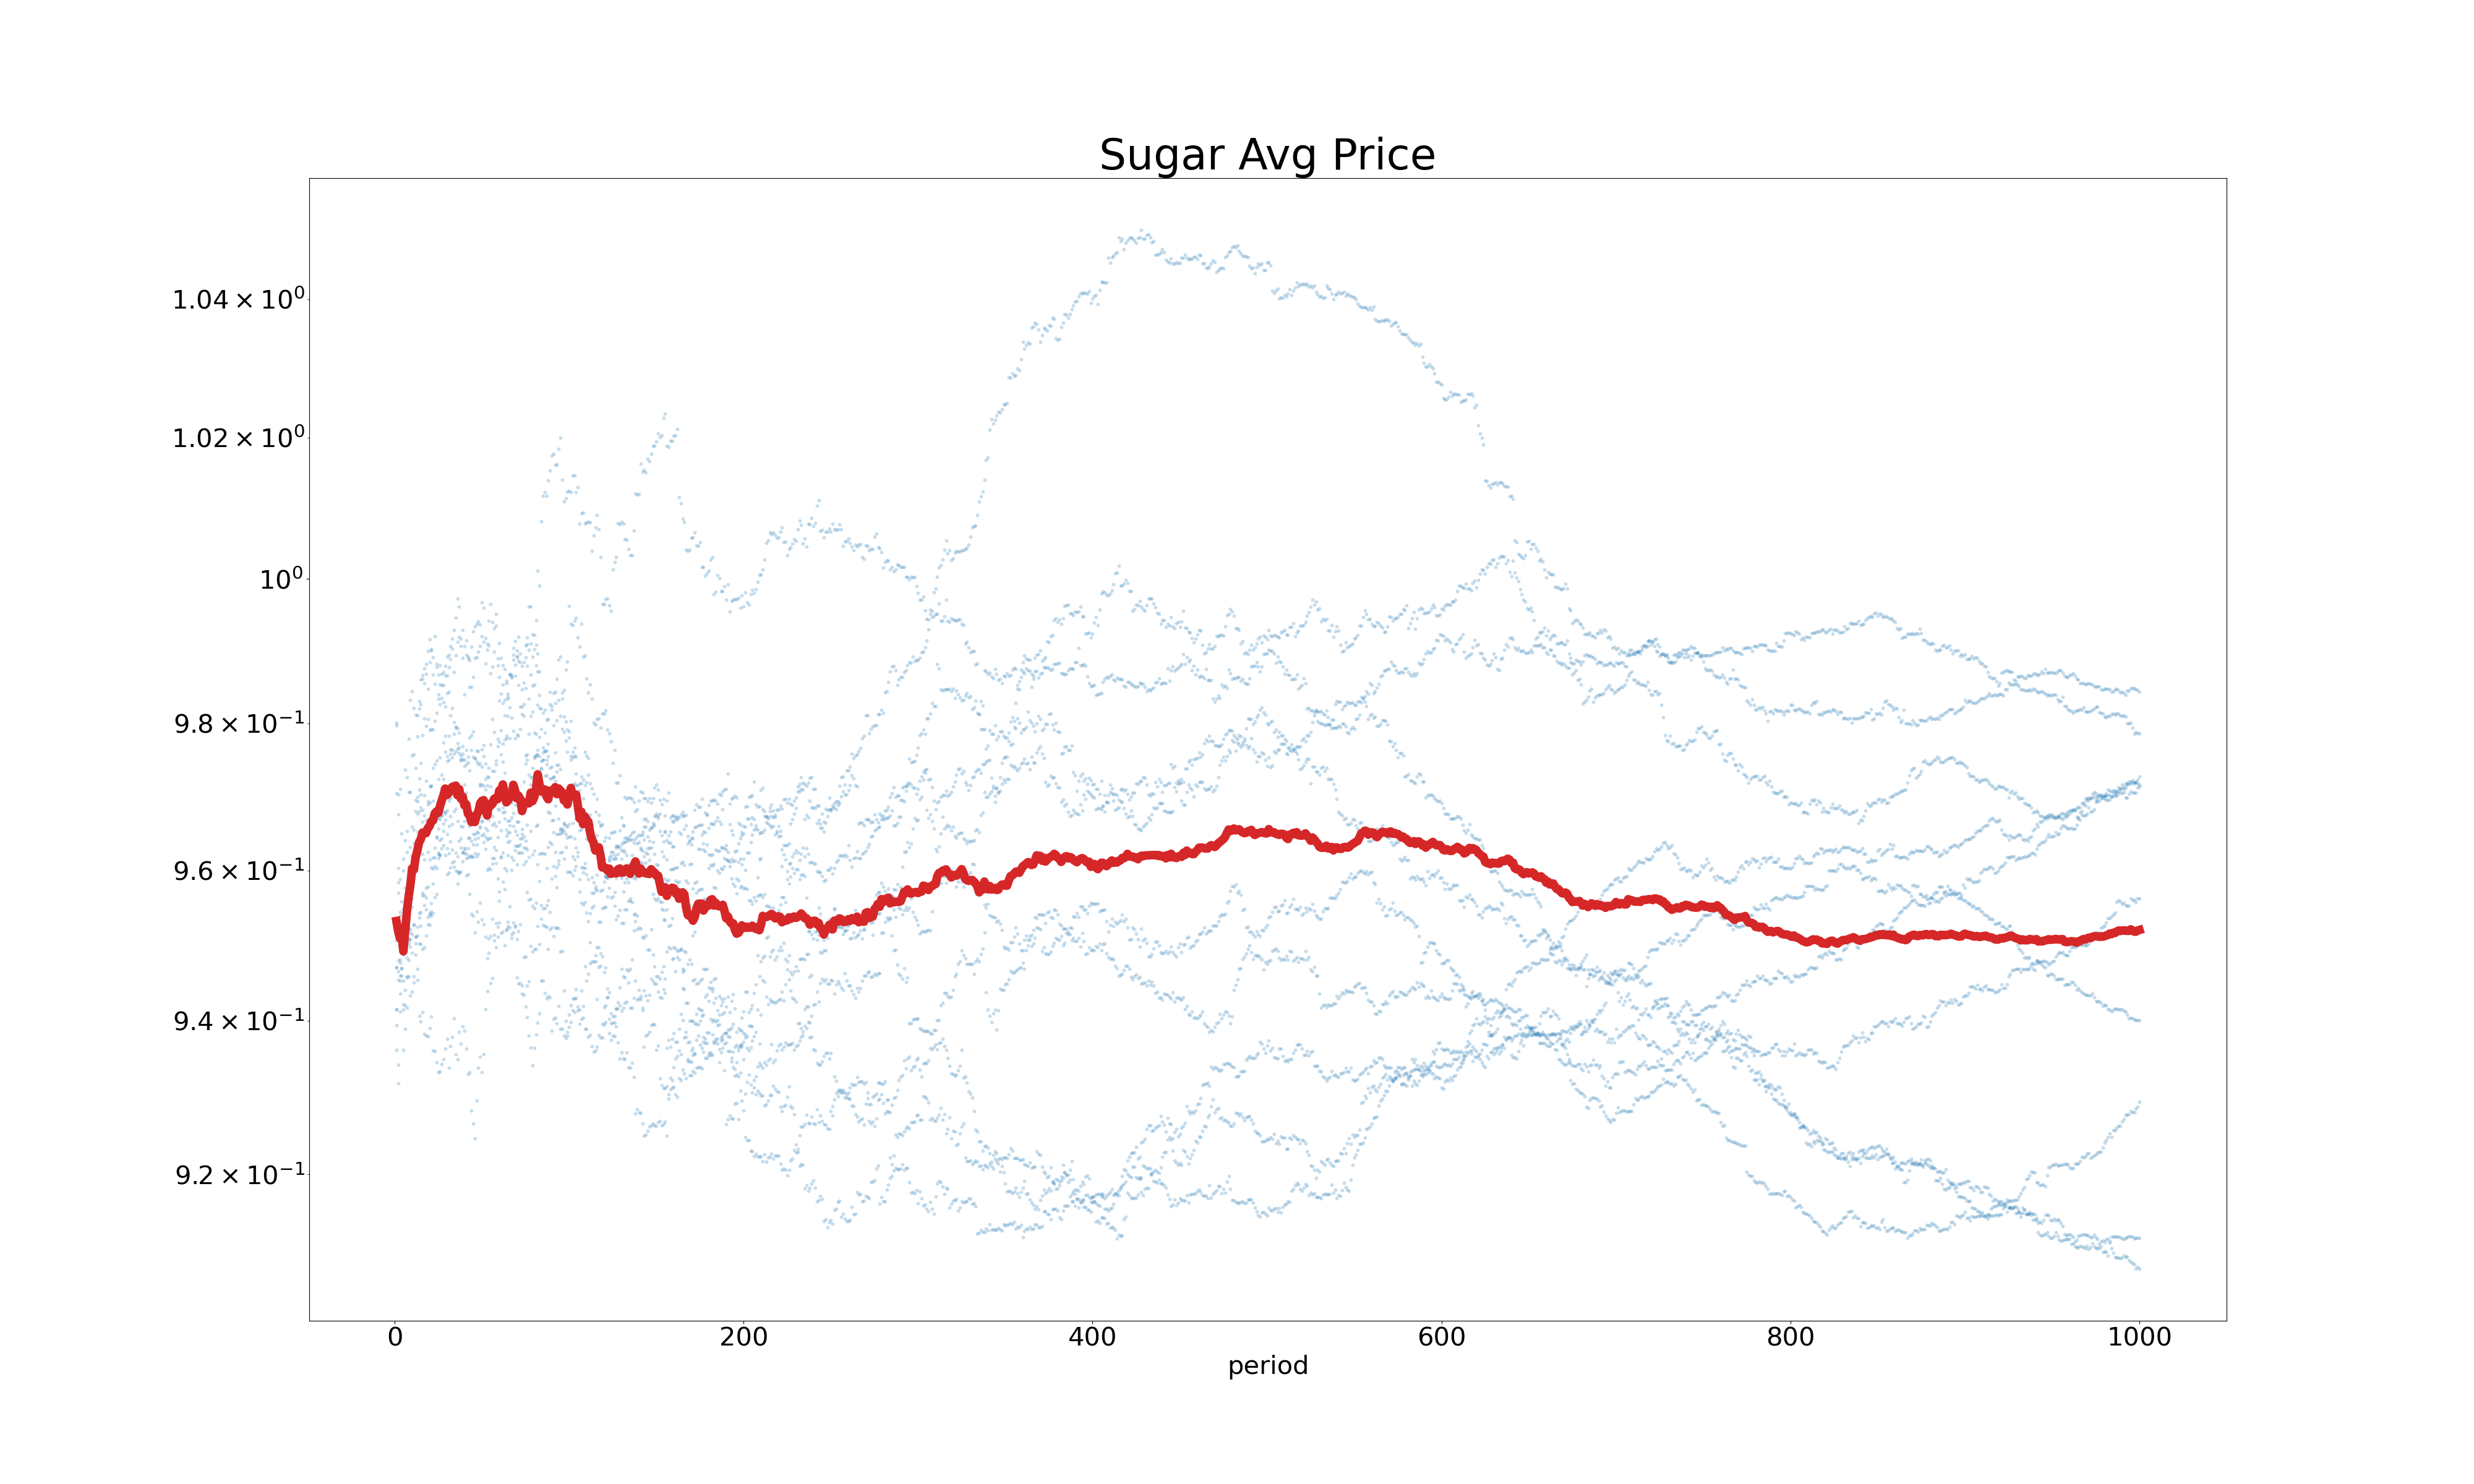 Sugar Avg Price
1.04 × 10⁰
1.02 × 10⁰
10⁰
9.8 × 10⁻¹
9.6 × 10⁻¹
9.4 × 10⁻¹
9.2 × 10⁻¹
0 200 400 600 800 1000
period